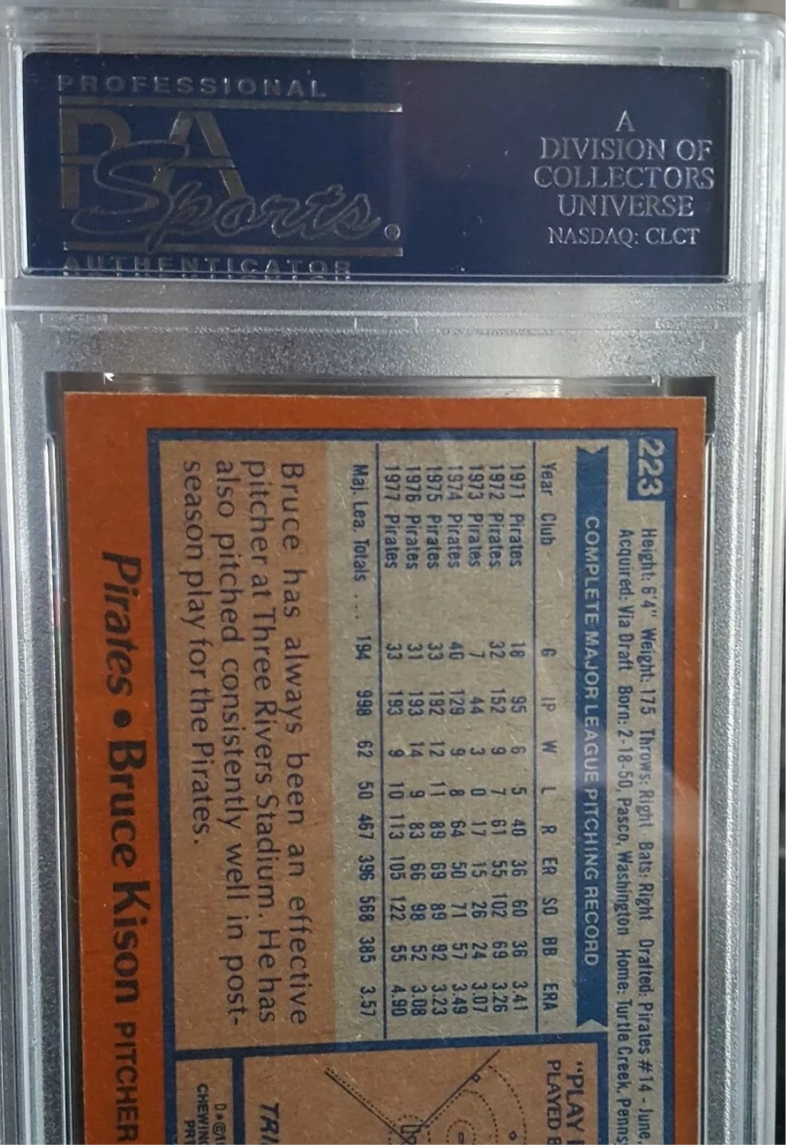 PROFESSIONAL
PSA
Sports®
AUTHENTICATOR
A
DIVISION OF
COLLECTORS
UNIVERSE
NASDAQ: CLCT
223
Height: 6'4" Weight: 175 Throws: Right Bats: Right Drafted: Pirates #14 - June,
Acquired: Via Draft Born: 2-18-50, Pasco, Washington Home: Turtle Creek,
COMPLETE MAJOR LEAGUE PITCHING RECORD
Year Club G IP W L R ER SO BB ERA
1971 Pirates 18 95 6 5 40 36 60 36 3.41
1972 Pirates 32 152 9 7 61 55 102 69 3.26
1973 Pirates 7 44 3 0 17 15 26 24 3.07
1974 Pirates 40 129 9 8 64 50 71 57 3.49
1975 Pirates 33 192 12 11 89 69 89 92 3.23
1976 Pirates 31 193 14 9 83 66 98 52 3.08
1977 Pirates 33 193 9 10 113 105 122 55 4.90
Maj. Lea. Totals .... 194 998 62 50 467 396 568 385 3.57
Bruce has always been an effective
pitcher at Three Rivers Stadium. He has
also pitched consistently well in post-
season play for the Pirates.
Pirates • Bruce Kison PITCHER
"PLAY
PLAYED